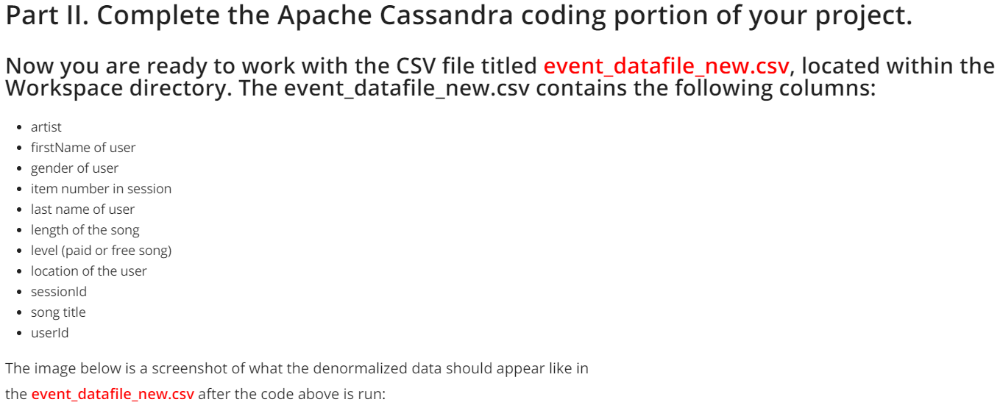 Part II. Complete the Apache Cassandra coding portion of your project.
Now you are ready to work with the CSV file titled event_datafile_new.csv, located within the
Workspace directory. The event_datafile_new.csv contains the following columns:
• artist
• firstName of user
• gender of user
• item number in session
• last name of user
• length of the song
• level (paid or free song)
• location of the user
• sessionId
• song title
• userId
The image below is a screenshot of what the denormalized data should appear like in
the event_datafile_new.csv after the code above is run: